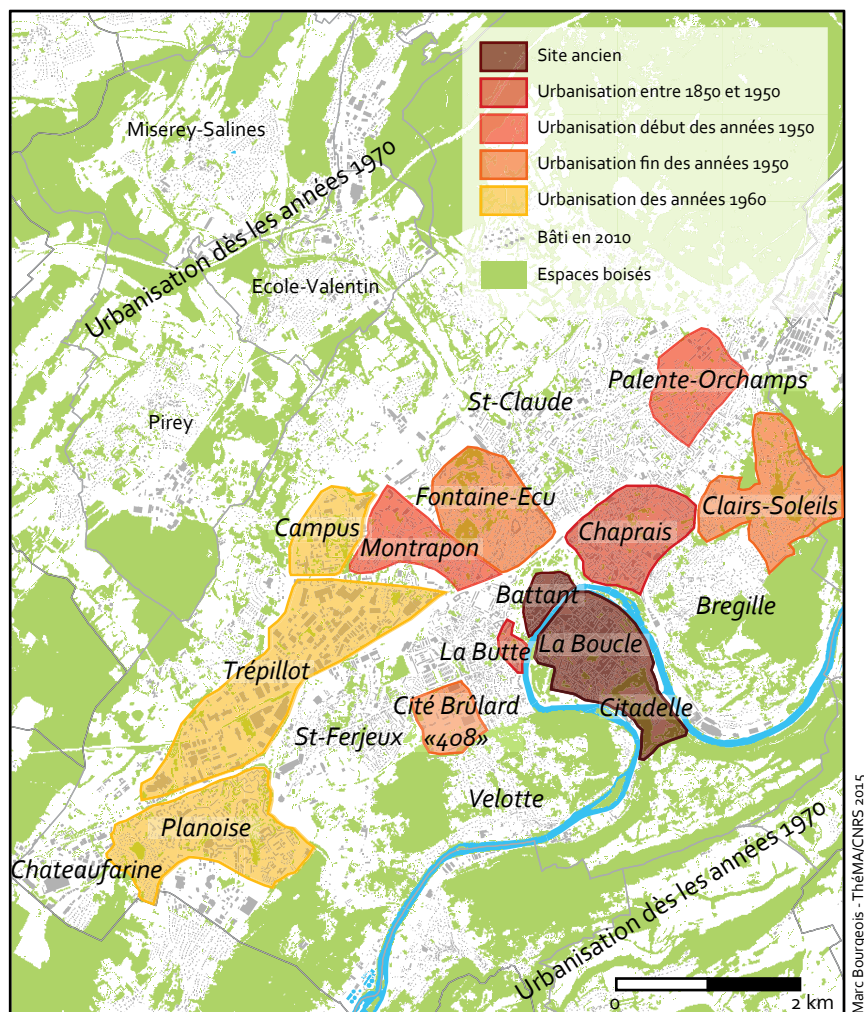 Site ancien
Urbanisation entre 1850 et 1950
Urbanisation début des années 1950
Urbanisation fin des années 1950
Urbanisation des années 1960
Bâti en 2010
Espaces boisés
Miserey-Salines
Urbanisation dès les années 1970
Ecole-Valentin
Palente-Orchamps
St-Claude
Pirey
Fontaine-Ecu
Clairs-Soleils
Campus
Chaprais
Montrapon
Battant
Bregille
La Butte
La Boucle
Trépillot
Cité Brûlard
Citadelle
St-Ferjeux
«408»
Velotte
Planoise
Chateaufarine
Urbanisation dès les années 1970
0
2 km
Marc Bourgeois - ThéMA/CNRS 2015